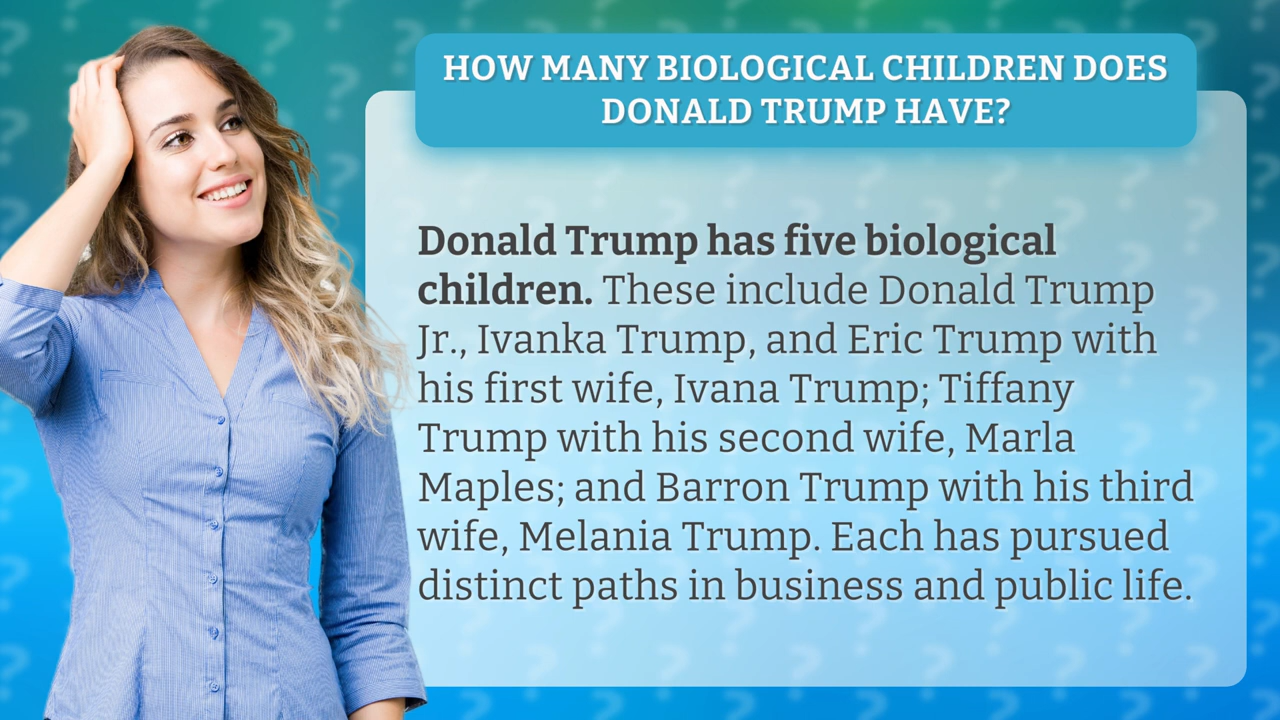 HOW MANY BIOLOGICAL CHILDREN DOES
DONALD TRUMP HAVE?
Donald Trump has five biological
children. These include Donald Trump
Jr., Ivanka Trump, and Eric Trump with
his first wife, Ivana Trump; Tiffany
Trump with his second wife, Marla
Maples; and Barron Trump with his third
wife, Melania Trump. Each has pursued
distinct paths in business and public life.